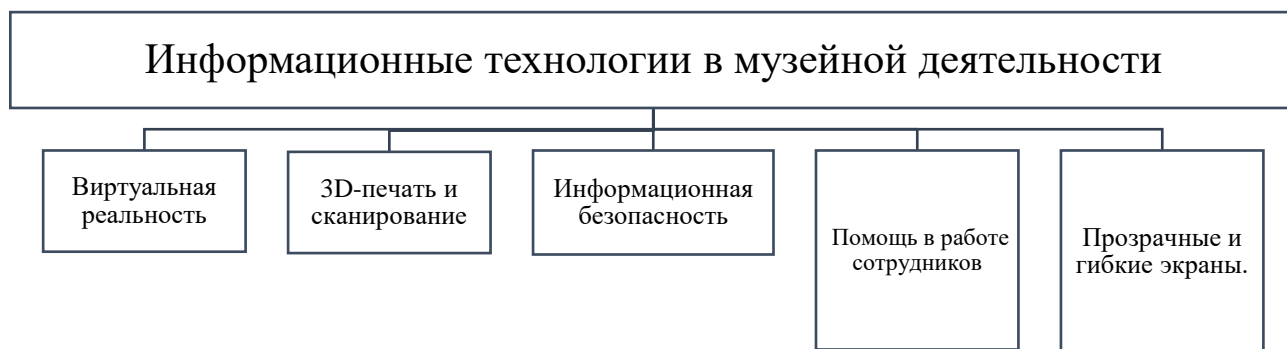 Информационные технологии в музейной деятельности
Виртуальная
реальность
3D-печать и
сканирование
Информационная
безопасность
Помощь в работе
сотрудников
Прозрачные и
гибкие экраны.